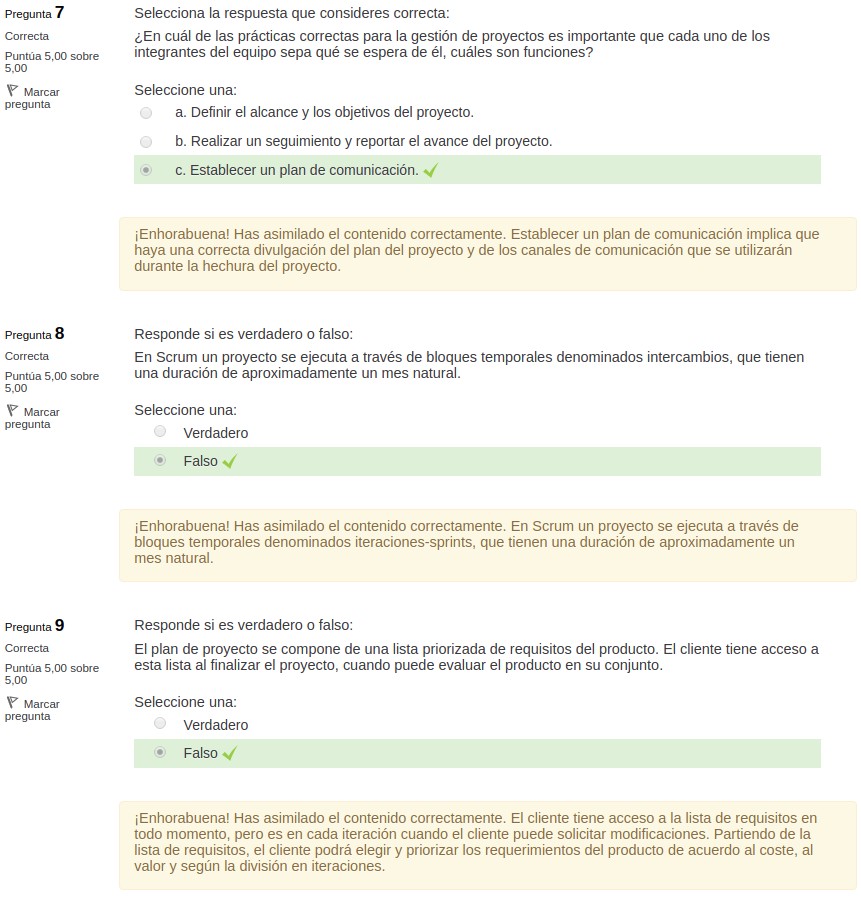 Pregunta 7
Correcta
Puntúa 5,00 sobre
5,00
Marcar
pregunta
Selecciona la respuesta que consideres correcta:
¿En cuál de las prácticas correctas para la gestión de proyectos es importante que cada uno de los
integrantes del equipo sepa qué se espera de él, cuáles son funciones?
Seleccione una:
a. Definir el alcance y los objetivos del proyecto.
b. Realizar un seguimiento y reportar el avance del proyecto.
c. Establecer un plan de comunicación.
¡Enhorabuena! Has asimilado el contenido correctamente. Establecer un plan de comunicación implica que
haya una correcta divulgación del plan del proyecto y de los canales de comunicación que se utilizarán
durante la hechura del proyecto.
Pregunta 8
Correcta
Puntúa 5,00 sobre
5,00
Marcar
pregunta
Responde si es verdadero o falso:
En Scrum un proyecto se ejecuta a través de bloques temporales denominados intercambios, que tienen
una duración de aproximadamente un mes natural.
Seleccione una:
Verdadero
Falso
¡Enhorabuena! Has asimilado el contenido correctamente. En Scrum un proyecto se ejecuta a través de
bloques temporales denominados iteraciones-sprints, que tienen una duración de aproximadamente un
mes natural.
Pregunta 9
Correcta
Puntúa 5,00 sobre
5,00
Marcar
pregunta
Responde si es verdadero o falso:
El plan de proyecto se compone de una lista priorizada de requisitos del producto. El cliente tiene acceso a
esta lista al finalizar el proyecto, cuando puede evaluar el producto en su conjunto.
Seleccione una:
Verdadero
Falso
¡Enhorabuena! Has asimilado el contenido correctamente. El cliente tiene acceso a la lista de requisitos en
todo momento, pero es en cada iteración cuando el cliente puede solicitar modificaciones. Partiendo de la
lista de requisitos, el cliente podrá elegir y priorizar los requerimientos del producto de acuerdo al coste, al
valor y según la división en iteraciones.